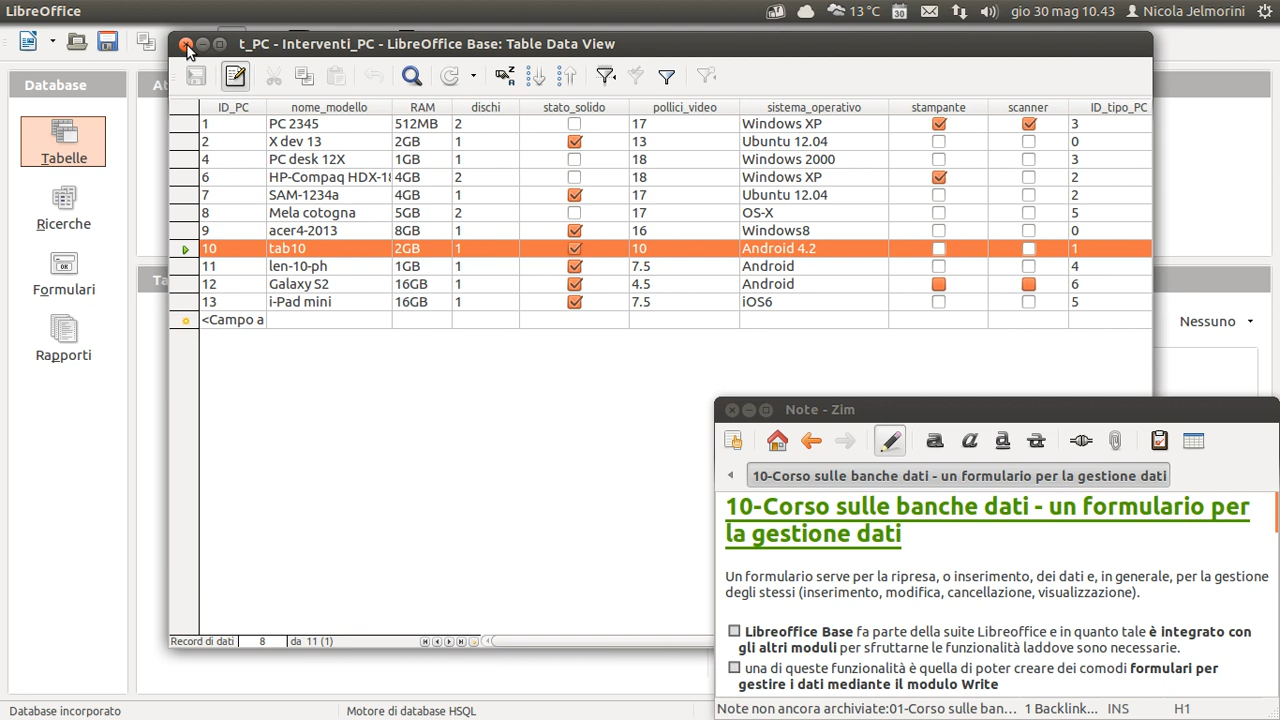 LibreOffice
13 °C
30
gio 30 mag 10.43
Nicola Jelmorini
t_PC - Interventi_PC - LibreOffice Base: Table Data View
Database
At
Tabelle
Ricerche
Formulari
Rapporti
Ta
Nessuno
ID_PC nome_modello RAM dischi stato_solido pollici_video sistema_operativo stampante scanner ID_tipo_PC
1 PC 2345 512MB 2 17 Windows XP 3
2 X dev 13 2GB 1 13 Ubuntu 12.04 0
4 PC desk 12X 1GB 1 18 Windows 2000 3
6 HP-Compaq HDX-18 4GB 2 18 Windows XP 2
7 SAM-1234a 4GB 1 17 Ubuntu 12.04 2
8 Mela cotogna 5GB 2 17 OS-X 5
9 acer4-2013 8GB 1 16 Windows8 0
10 tab10 2GB 1 10 Android 4.2 1
11 len-10-ph 1GB 1 7.5 Android 4
12 Galaxy S2 16GB 1 4.5 Android 6
13 i-Pad mini 16GB 1 7.5 iOS6 5
<Campo a
Record di dati 8 da 11 (1)
Note - Zim
10-Corso sulle banche dati - un formulario per la gestione dati
10-Corso sulle banche dati - un formulario per
la gestione dati
Un formulario serve per la ripresa, o inserimento, dei dati e, in generale, per la gestione
degli stessi (inserimento, modifica, cancellazione, visualizzazione).
Libreoffice Base fa parte della suite Libreoffice e in quanto tale è integrato con
gli altri moduli per sfruttarne le funzionalità laddove sono necessarie.
una di queste funzionalità è quella di poter creare dei comodi formulari per
gestire i dati mediante il modulo Write
Note non ancora archiviate:01-Corso sulle ban... 1 Backlink... INS H1
Database incorporato
Motore di database HSQL